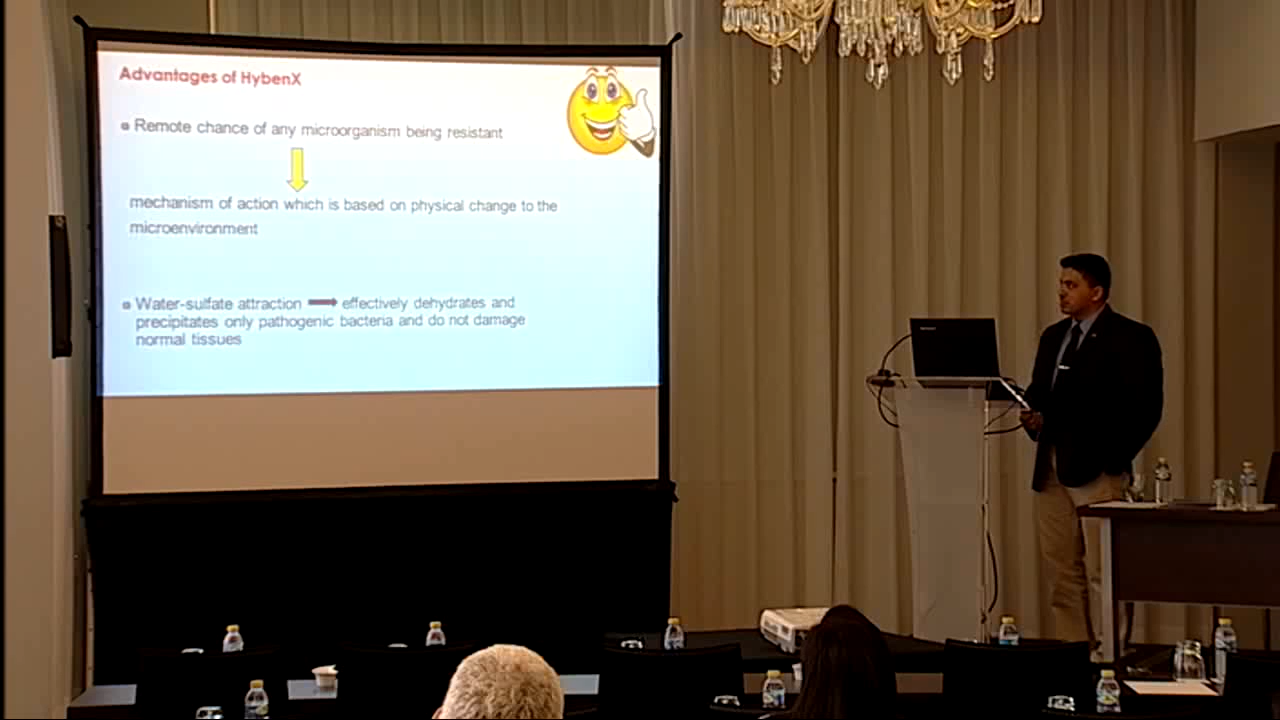 Advantages of HybenX
Remote chance of any microorganism being resistant
mechanism of action which is based on physical change to the
microenvironment
Water-sulfate attraction effectively dehydrates and
precipitates only pathogenic bacteria and do not damage
normal tissues